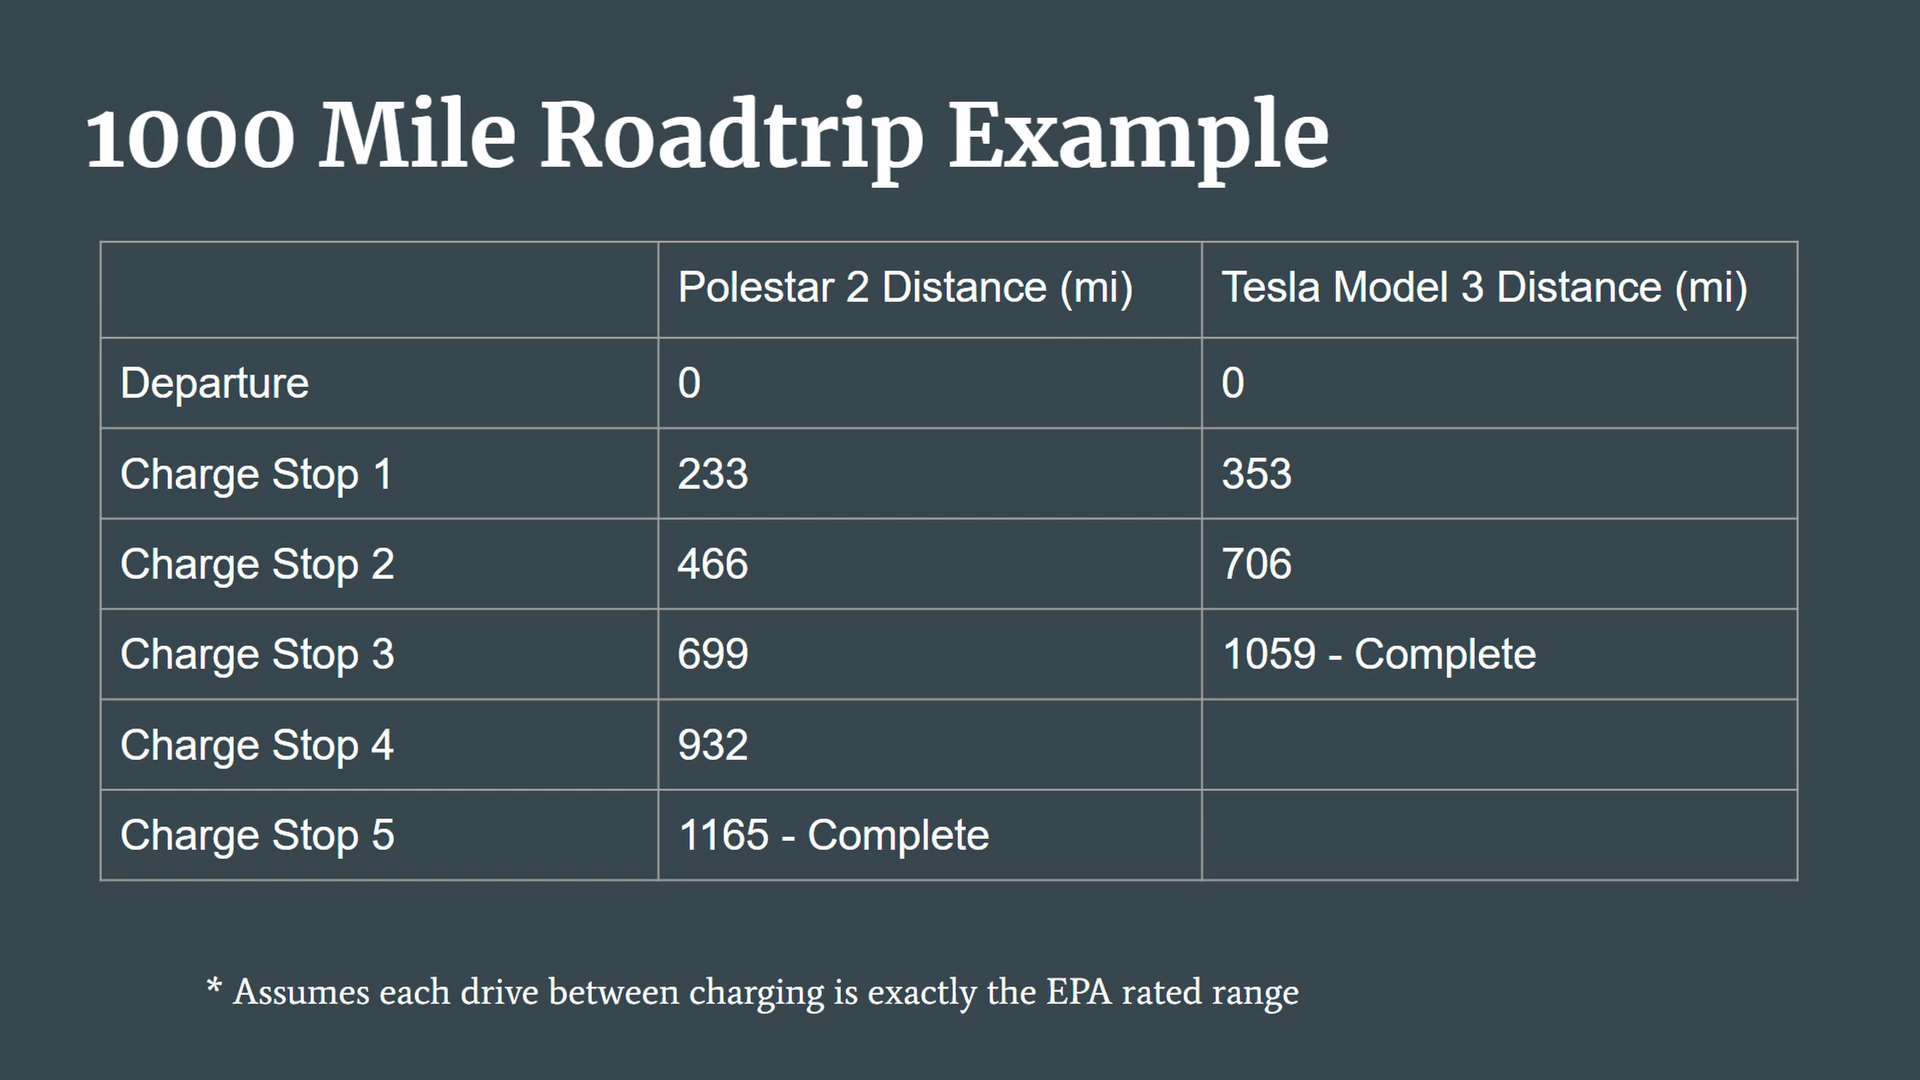 1000 Mile Roadtrip Example
Polestar 2 Distance (mi) Tesla Model 3 Distance (mi)
Departure 0 0
Charge Stop 1 233 353
Charge Stop 2 466 706
Charge Stop 3 699 1059 - Complete
Charge Stop 4 932
Charge Stop 5 1165 - Complete
* Assumes each drive between charging is exactly the EPA rated range